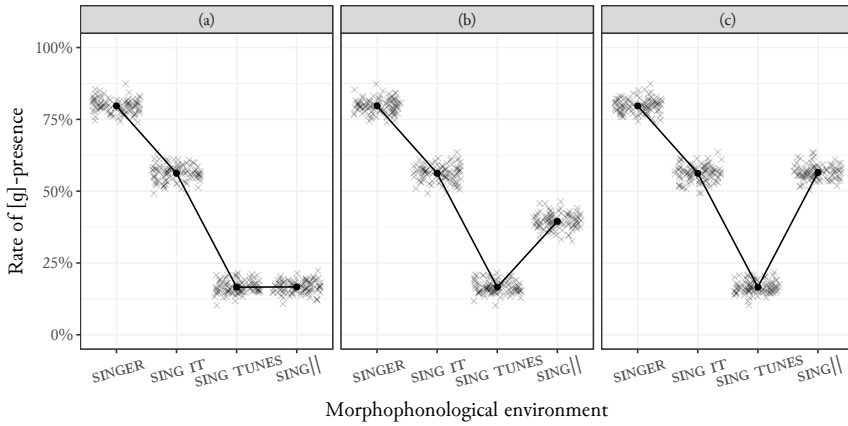 (a) (b) (c)
Rate of [g]-presence
100%
75%
50%
25%
0%
SINGER SING IT SING TUNES SING|| SINGER SING IT SING TUNES SING|| SINGER SING IT SING TUNES SING||
Morphophonological environment